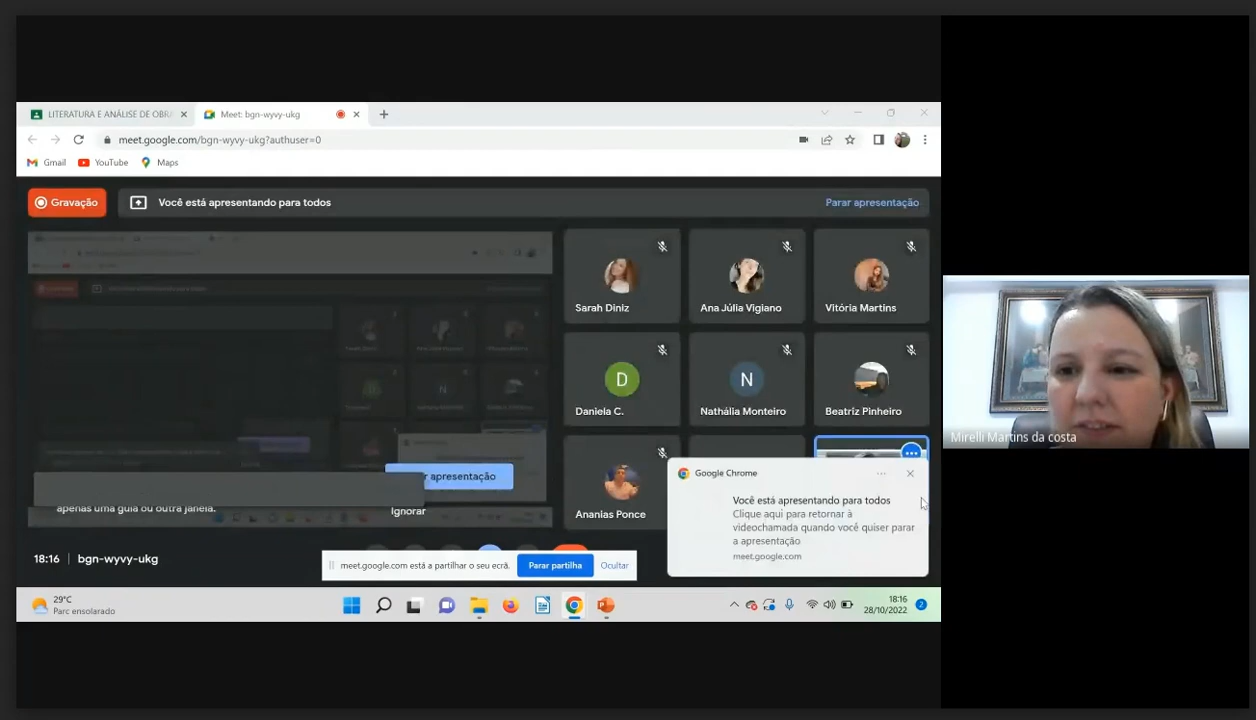 LITERATURA E ANÁLISE DE OBRA
Meet: bgn-wyvy-ukg
meet.google.com/bgn-wyvy-ukg?authuser=0
Gmail
YouTube
Maps
Gravação
Você está apresentando para todos
Parar apresentação
Sarah Diniz
Ana Júlia Vigiano
Vitória Martins
D
N
Daniela C.
Nathália Monteiro
Beatriz Pinheiro
Mirelli Martins da costa
Ananias Ponce
r apresentação
apenas uma guia ou outra janela.
Ignorar
Google Chrome
Você está apresentando para todos
Clique aqui para retornar à
videochamada quando você quiser parar
a apresentação
meet.google.com
18:16 | bgn-wyvy-ukg
meet.google.com está a partilhar o seu ecrã.
Parar partilha
Ocultar
29°C
Parc ensolarado
18:16
28/10/2022
2